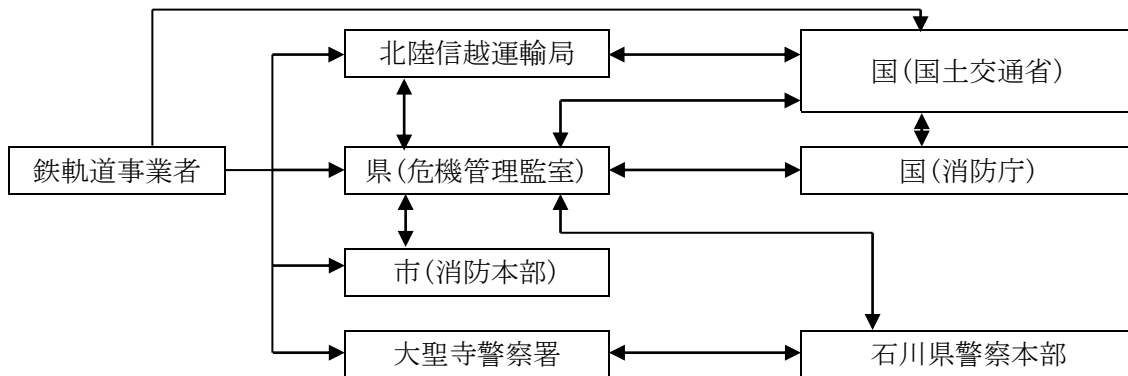 北陸信越運輸局
国(国土交通省)
鉄軌道事業者
県(危機管理監室)
国(消防庁)
市(消防本部)
大聖寺警察署
石川県警察本部